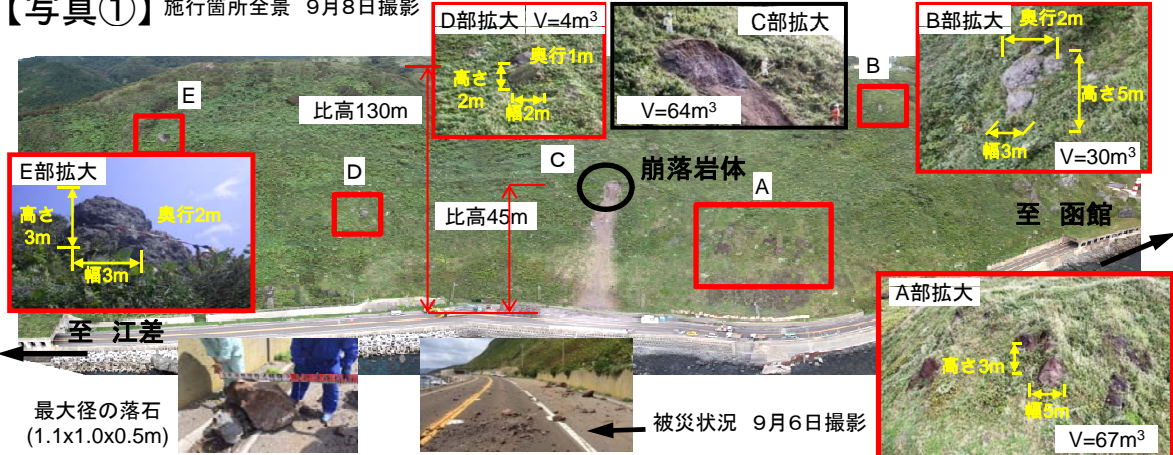 【写真①】 施行箇所全景 9月8日撮影
D部拡大 V=4m³
奥行1m
高さ
2m
幅2m
C部拡大
V=64m³
B部拡大
奥行2m
高さ5m
幅3m
V=30m³
B
E
比高130m
E部拡大
高さ
3m
奥行2m
幅3m
D
C
崩落岩体
比高45m
A
至 函館
A部拡大
高さ3m
幅5m
V=67m³
至 江差
最大径の落石
(1.1x1.0x0.5m)
被災状況 9月6日撮影